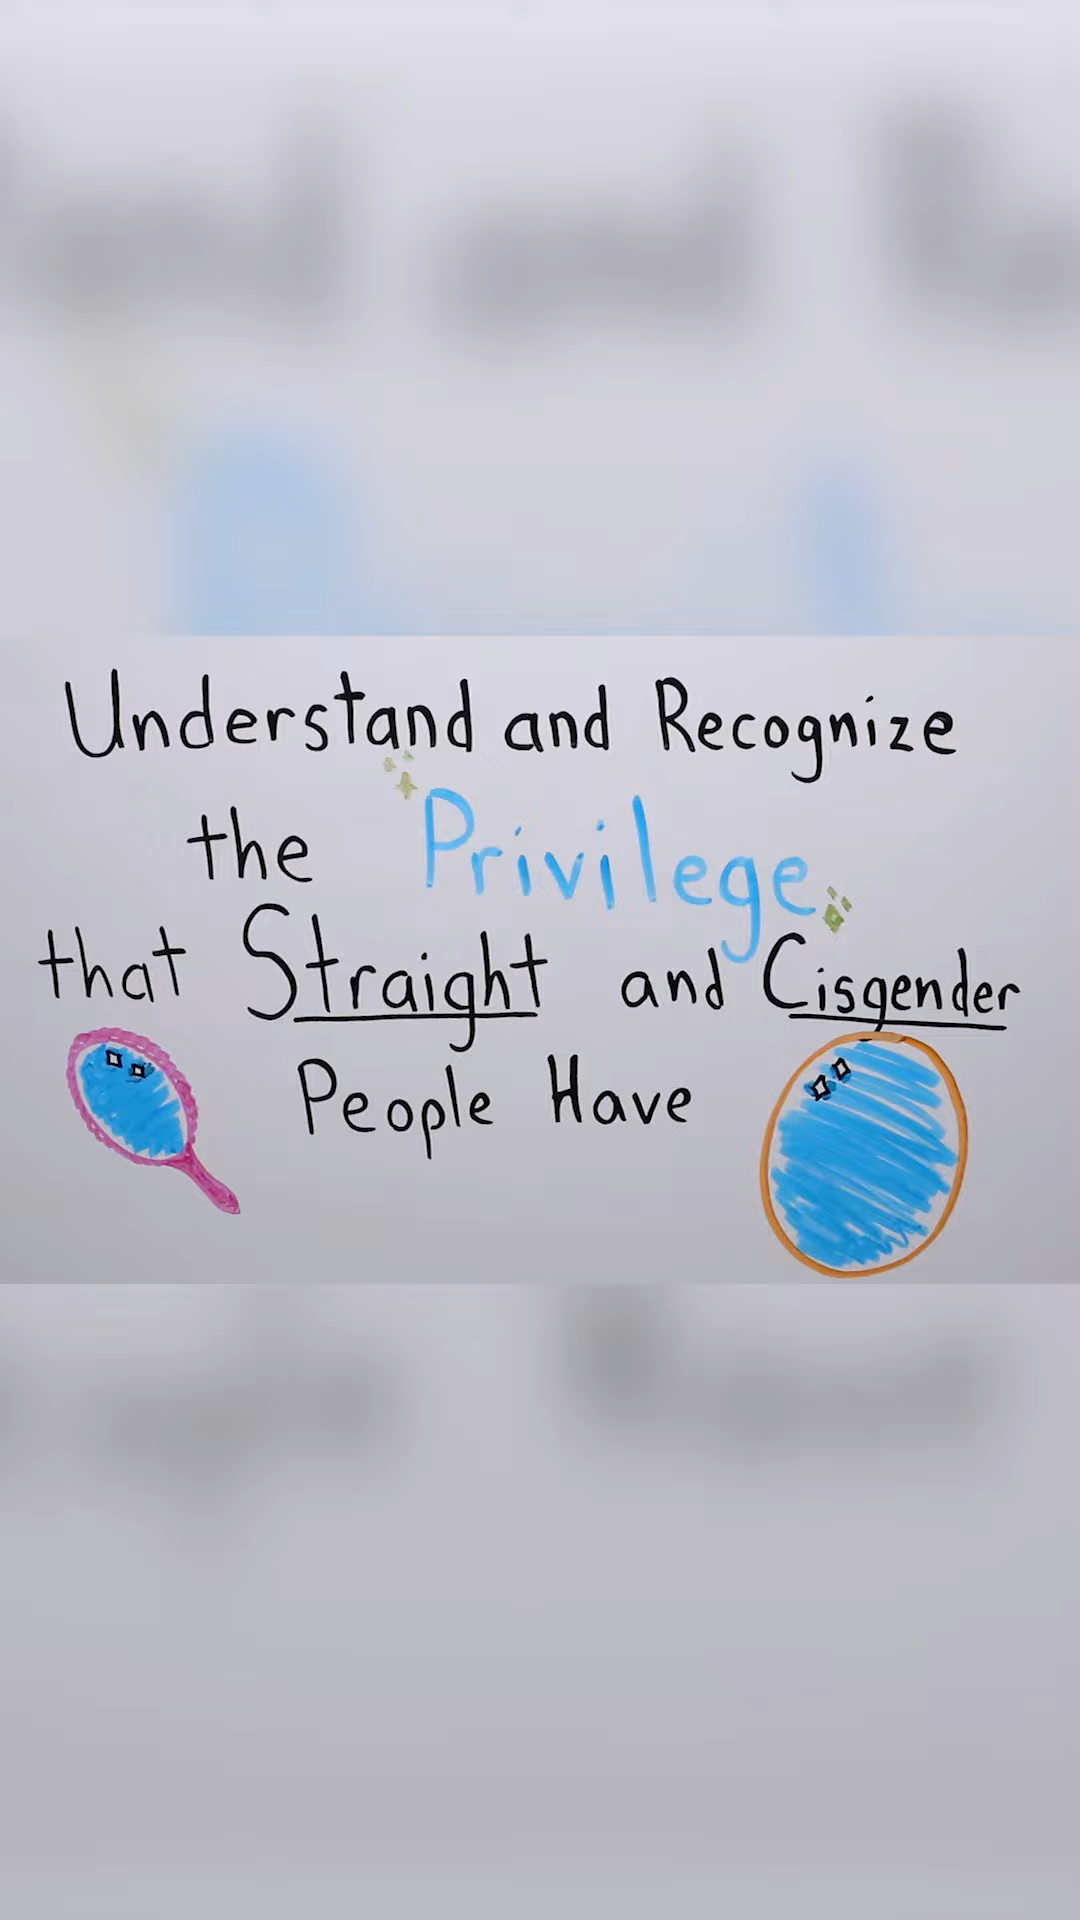 Understand and Recognize
the Privilege
that Straight and Cisgender
People Have